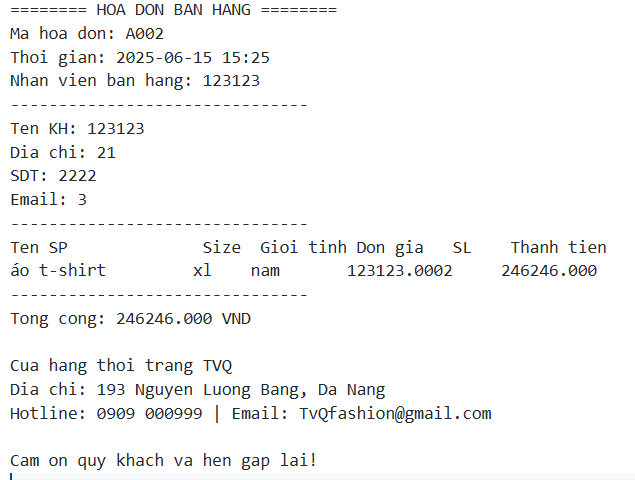 ======== HOA DON BAN HANG ========
Ma hoa don: A002
Thoi gian: 2025-06-15 15:25
Nhan vien ban hang: 123123
-------------------------------
Ten KH: 123123
Dia chi: 21
SDT: 2222
Email: 3
-------------------------------
Ten SP              Size  Gioi tinh Don gia   SL    Thanh tien
áo t-shirt         xl    nam       123123.0002     246246.000
-------------------------------
Tong cong: 246246.000 VND

Cua hang thoi trang TVQ
Dia chi: 193 Nguyen Luong Bang, Da Nang
Hotline: 0909 000999 | Email: TvQfashion@gmail.com

Cam on quy khach va hen gap lai!